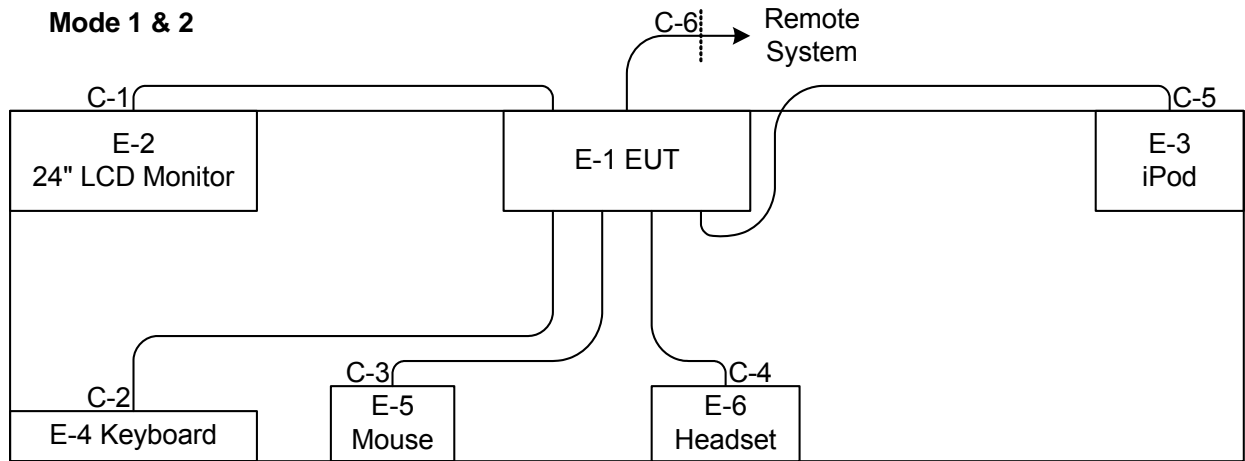 Mode 1 & 2
C-6
Remote
System
C-1
C-5
E-2
24" LCD Monitor
E-1 EUT
E-3
iPod
C-2
C-3
C-4
E-4 Keyboard
E-5
Mouse
E-6
Headset